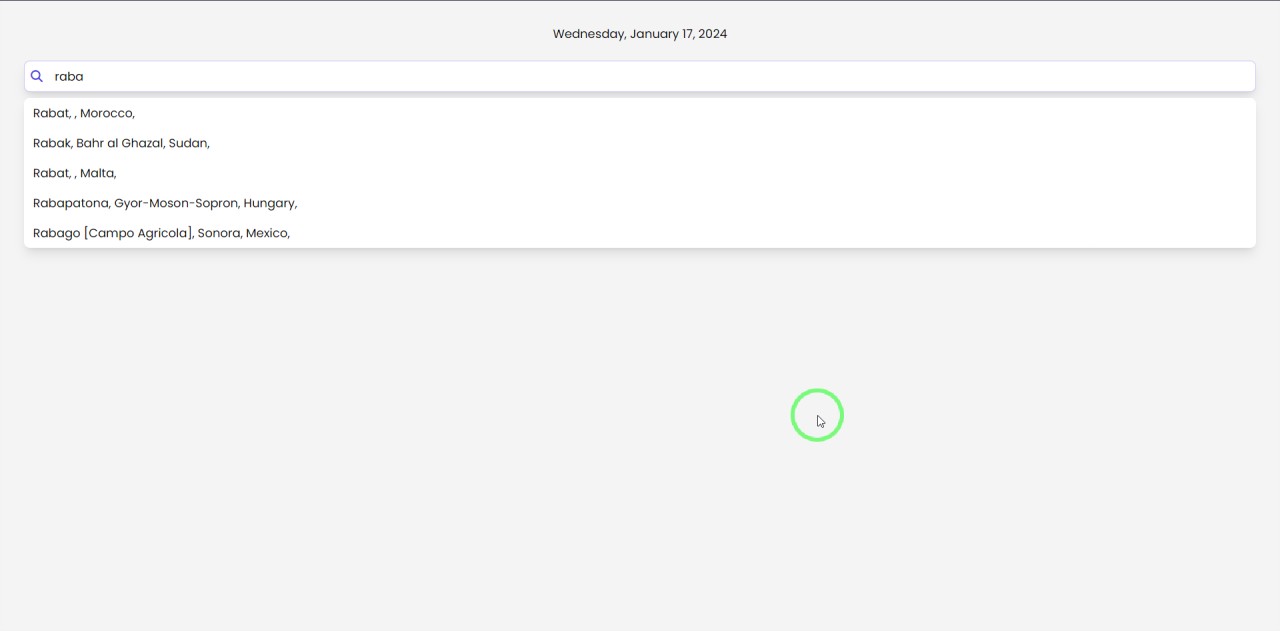 Wednesday, January 17, 2024
raba
Rabat, , Morocco,
Rabak, Bahr al Ghazal, Sudan,
Rabat, , Malta,
Rabapatona, Gyor-Moson-Sopron, Hungary,
Rabago [Campo Agricola], Sonora, Mexico,